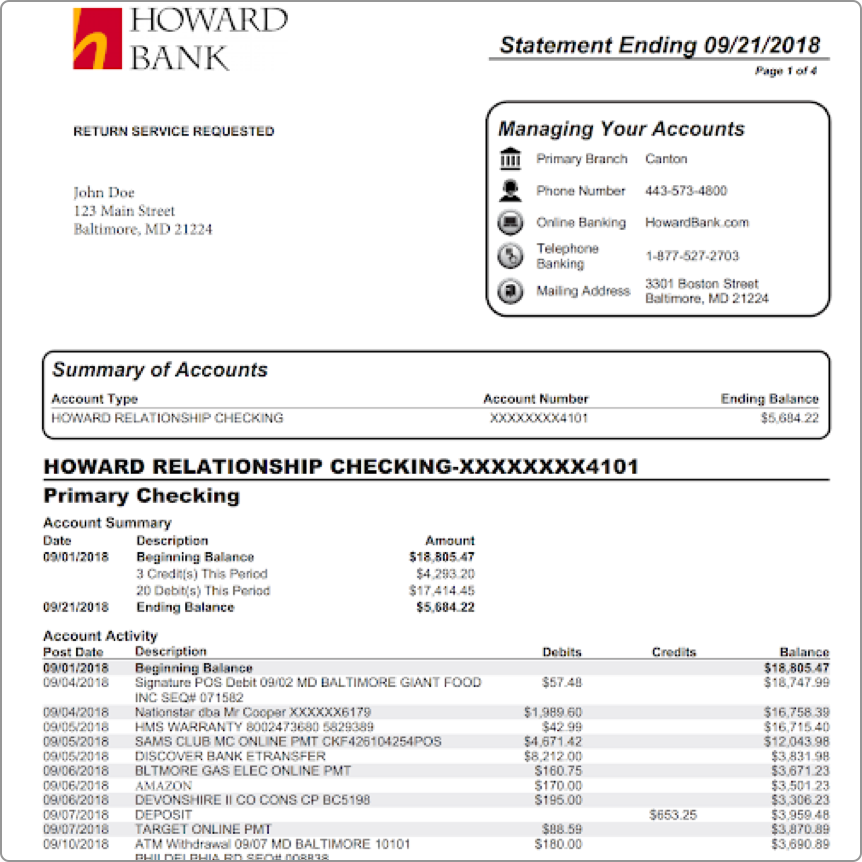 HOWARD
BANK
Statement Ending 09/21/2018
Page 1 of 4
RETURN SERVICE REQUESTED
John Doe
123 Main Street
Baltimore, MD 21224
Managing Your Accounts
Primary Branch Canton
Phone Number 443-573-4800
Online Banking HowardBank.com
Telephone
Banking 1-877-527-2703
Mailing Address 3301 Boston Street
Baltimore, MD 21224
Summary of Accounts
Account Type Account Number Ending Balance
HOWARD RELATIONSHIP CHECKING XXXXXXXX4101 $5,684.22
HOWARD RELATIONSHIP CHECKING-XXXXXXXX4101
Primary Checking
Account Summary
Date Description Amount
09/01/2018 Beginning Balance $18,805.47
3 Credit(s) This Period $4,293.20
20 Debit(s) This Period $17,414.45
09/21/2018 Ending Balance $5,684.22
Account Activity
Post Date Description Debits Credits Balance
09/01/2018 Beginning Balance $18,805.47
09/04/2018 Signature POS Debit 09/02 MD BALTIMORE GIANT FOOD $57.48 $18,747.99
INC SEQ# 071582
09/04/2018 Nationstar dba Mr Cooper XXXXXX6179 $1,989.60 $16,758.39
09/05/2018 HMS WARRANTY 8002473680 5829389 $42.99 $16,715.40
09/05/2018 SAMS CLUB MC ONLINE PMT CKF426104254POS $4,671.42 $12,043.98
09/05/2018 DISCOVER BANK ETRANSFER $8,212.00 $3,831.98
09/06/2018 BLTMORE GAS ELEC ONLINE PMT $160.75 $3,671.23
09/06/2018 AMAZON $170.00 $3,501.23
09/06/2018 DEVONSHIRE II CO CONS CP BC5198 $195.00 $3,306.23
09/07/2018 DEPOSIT $653.25 $3,959.48
09/07/2018 TARGET ONLINE PMT $88.59 $3,870.89
09/10/2018 ATM Withdrawal 09/07 MD BALTIMORE 10101 $180.00 $3,690.89
PHILDELPHIA RD SEQ# 008838